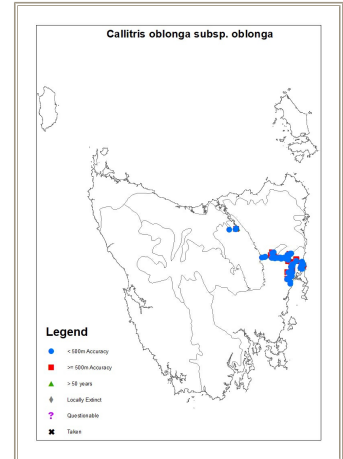 Callitris oblonga subsp. oblonga
Legend
< 500m Accuracy
>= 500m Accuracy
> 50 years
Locally Extinct
Questionable
Taken